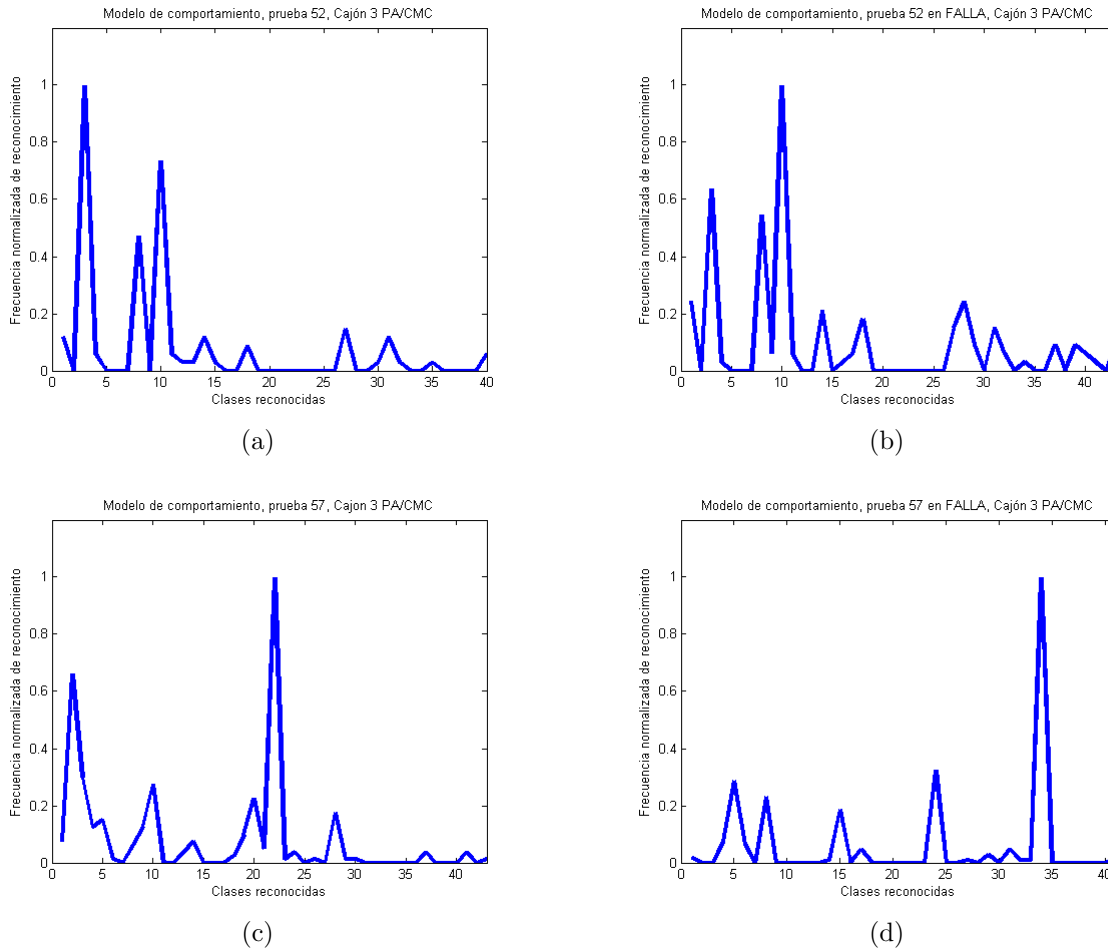 Modelo de comportamiento, prueba 52, Cajón 3 PA/CMC
Frecuencia normalizada de reconocimiento
1
0.8
0.6
0.4
0.2
0
0 5 10 15 20 25 30 35 40
Clases reconocidas
(a)
Modelo de comportamiento, prueba 52 en FALLA, Cajón 3 PA/CMC
Frecuencia normalizada de reconocimiento
1
0.8
0.6
0.4
0.2
0
0 5 10 15 20 25 30 35 40
Clases reconocidas
(b)
Modelo de comportamiento, prueba 57, Cajon 3 PA/CMC
Frecuencia normalizada de reconocimiento
1
0.8
0.6
0.4
0.2
0
0 5 10 15 20 25 30 35 40
Clases reconocidas
(c)
Modelo de comportamiento, prueba 57 en FALLA, Cajón 3 PA/CMC
Frecuencia normalizada de reconocimiento
1
0.8
0.6
0.4
0.2
0
0 5 10 15 20 25 30 35 40
Clases reconocidas
(d)